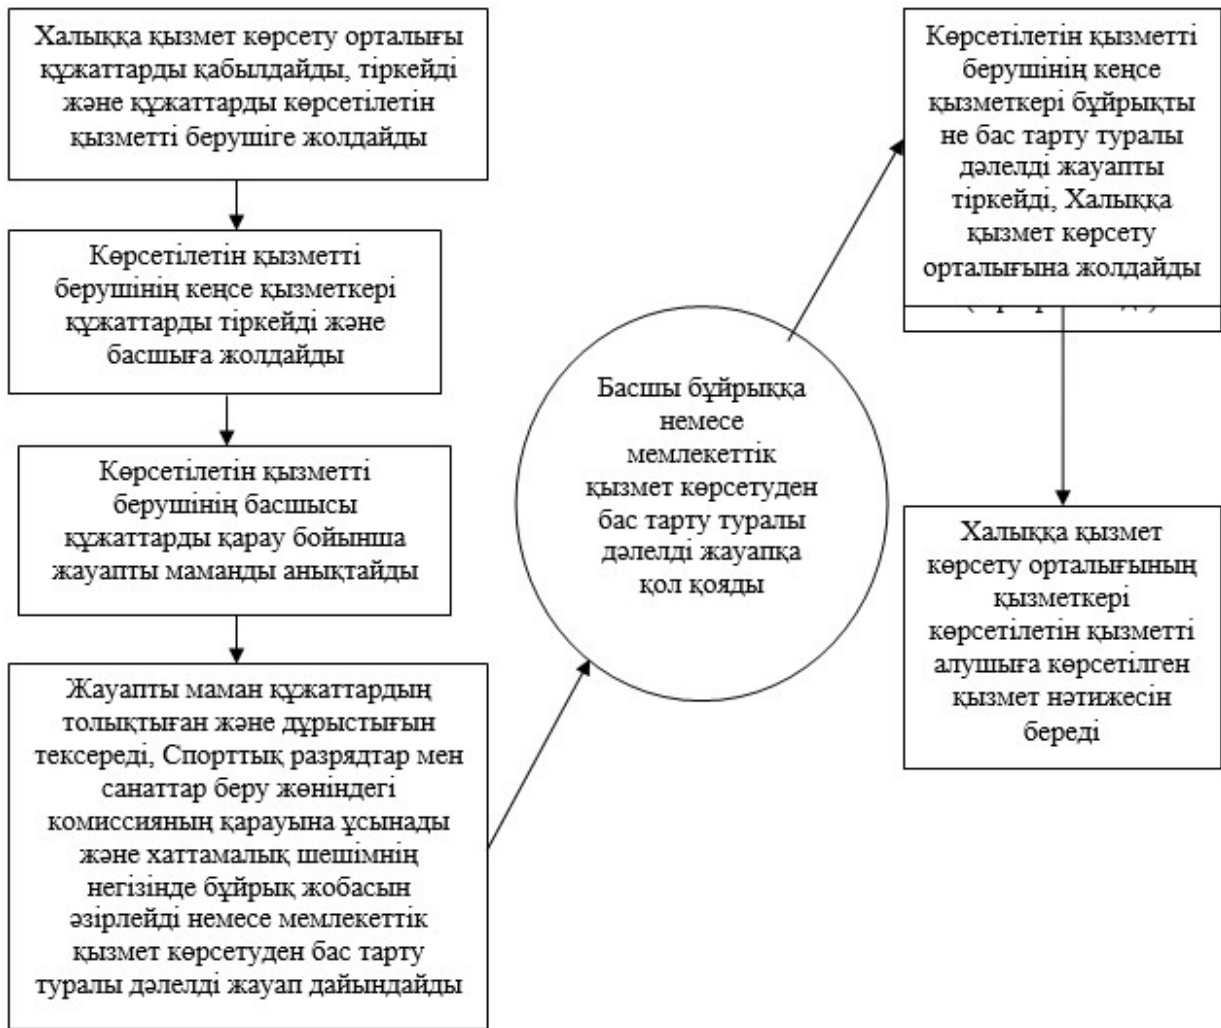 Халыққа қызмет көрсету орталығы
құжаттарды қабылдайды, тіркейді
және құжаттарды көрсетілетін
қызметті берушіге жолдайды
Көрсетілетін қызметті
берушінің кеңсе қызметкері
құжаттарды тіркейді және
басшыға жолдайды
Көрсетілетін қызметті
берушінің басшысы
құжаттарды қарау бойынша
жауапты маманды анықтайды
Жауапты маман құжаттардың
толықтыған және дұрыстығын
тексереді, Спорттық разрядтар мен
санаттар беру жөніндегі
комиссияның қарауына ұсынады
және хаттамалық шешімнің
негізінде бұйрық жобасын
әзірлейді немесе мемлекеттік
қызмет көрсетуден бас тарту
туралы дәлелді жауап дайындайды
Басшы бұйрыққа
немесе
мемлекеттік
қызмет көрсетуден
бас тарту туралы
дәлелді жауапқа
қол қояды
Көрсетілетін қызметті
берушінің кеңсе
қызметкері бұйрықты
не бас тарту туралы
дәлелді жауапты
тіркейді, Халыққа
қызмет көрсету
орталығына жолдайды
Халыққа қызмет
көрсету орталығының
қызметкері
көрсетілетін қызметті
алушыға көрсетілген
қызмет нәтижесін
береді